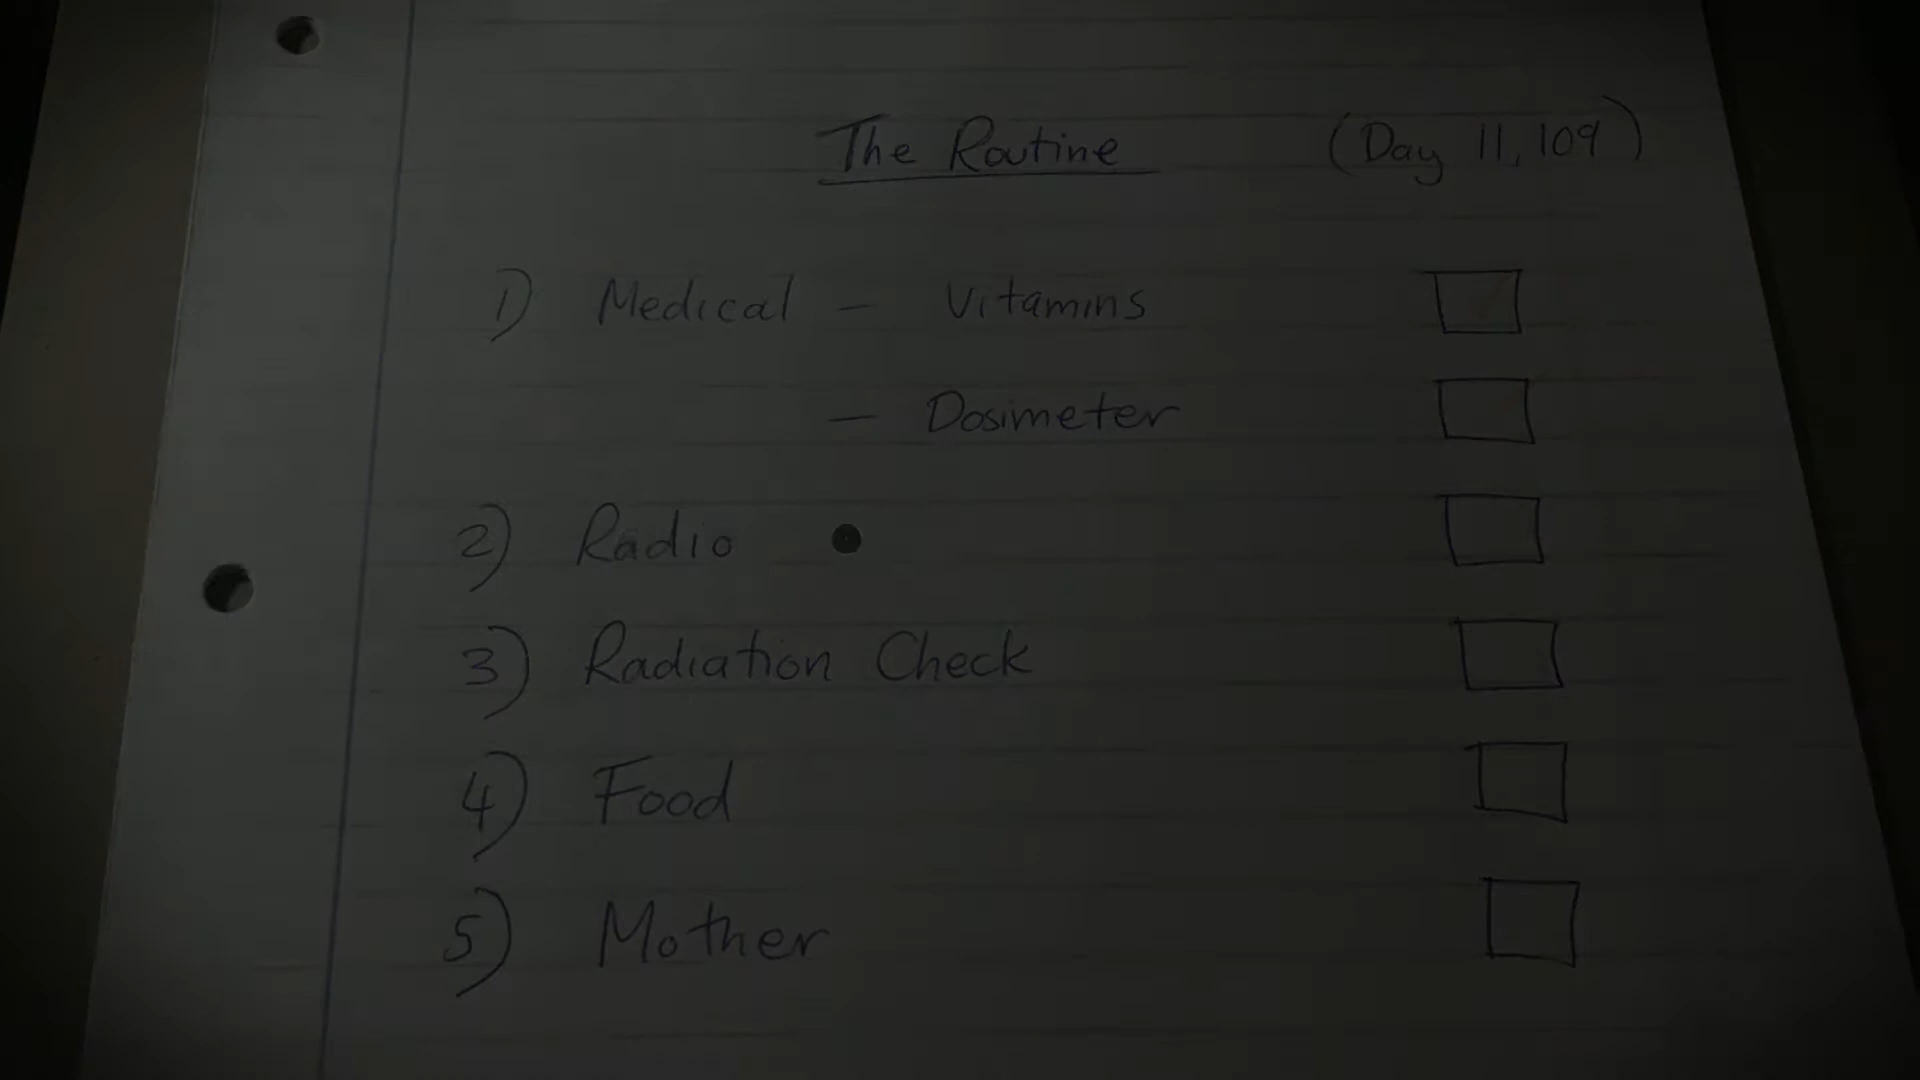 The Routine (Day 11,109)
1) Medical - Vitamins
- Dosimeter
2) Radio
3) Radiation Check
4) Food
5) Mother